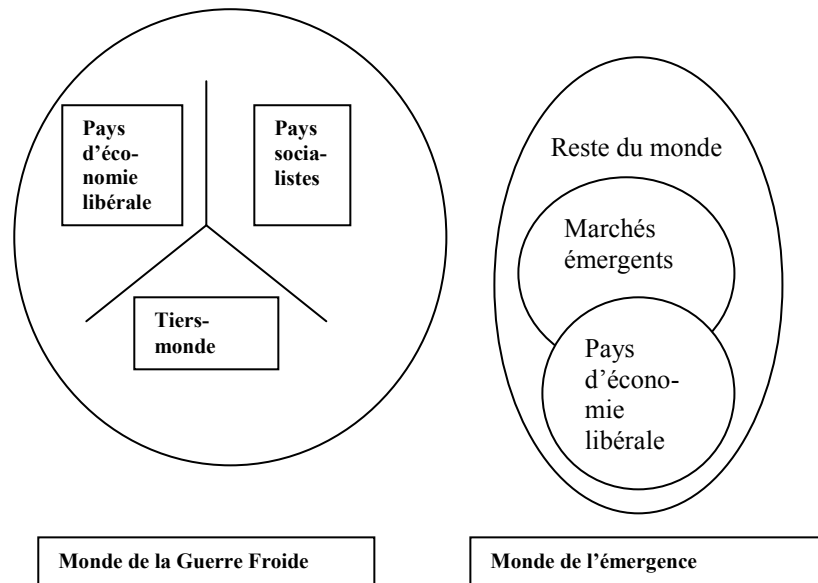 Pays
d'éco-
nomie
libérale
Pays
socia-
listes
Tiers-
monde
Monde de la Guerre Froide
Reste du monde
Marchés
émergents
Pays
d'écono-
mie
libérale
Monde de l'émergence